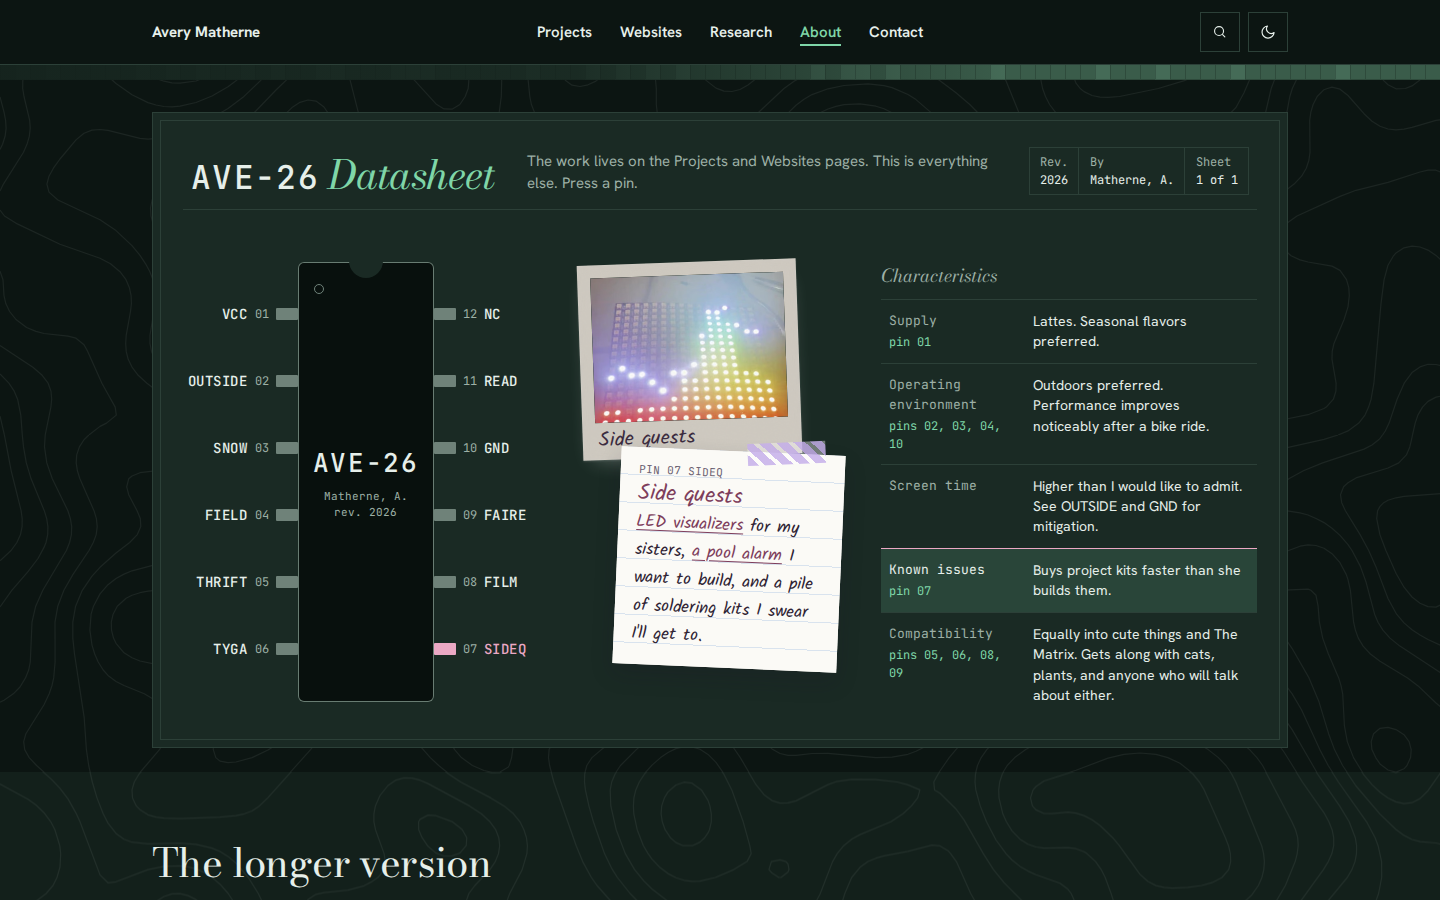 Avery Matherne
Projects
Websites
Research
About
Contact
AVE-26 Datasheet
The work lives on the Projects and Websites pages. This is everything
else. Press a pin.
Rev.
2026
By
Matherne, A.
Sheet
1 of 1
VCC 01
OUTSIDE 02
SNOW 03
FIELD 04
THRIFT 05
TYGA 06
AVE-26
Matherne, A.
rev. 2026
12 NC
11 READ
10 GND
09 FAIRE
08 FILM
07 SIDEQ
Side quests
PIN 07 SIDEQ
Side quests
LED visualizers for my
sisters, a pool alarm I
want to build, and a pile
of soldering kits I swear
I'll get to.
Characteristics
Supply
pin 01
Lattes. Seasonal flavors
preferred.
Operating
environment
pins 02, 03, 04,
10
Outdoors preferred.
Performance improves
noticeably after a bike ride.
Screen time
Higher than I would like to admit.
See OUTSIDE and GND for
mitigation.
Known issues
pin 07
Buys project kits faster than she
builds them.
Compatibility
pins 05, 06, 08,
09
Equally into cute things and The
Matrix. Gets along with cats,
plants, and anyone who will talk
about either.
The longer version